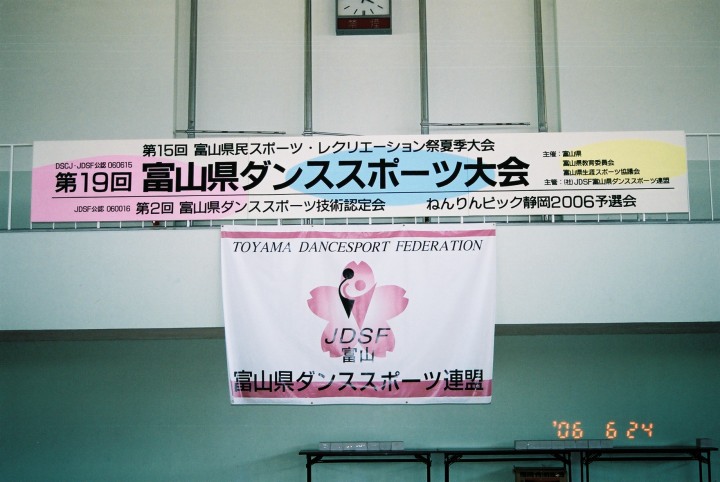 第15回 富山県民スポーツ・レクリエーション祭夏季大会
DSCJ・JDSF公認 060615
第19回 富山県ダンススポーツ大会
主催：富山県
富山県教育委員会
富山県生涯スポーツ協議会
主管：(社)JDSF富山県ダンススポーツ連盟
JDSF公認 060016 第2回 富山県ダンススポーツ技術認定会 ねんりんピック静岡2006予選会
TOYAMA DANCESPORT FEDERATION
JDSF
富山
富山県ダンススポーツ連盟
'06 6 24